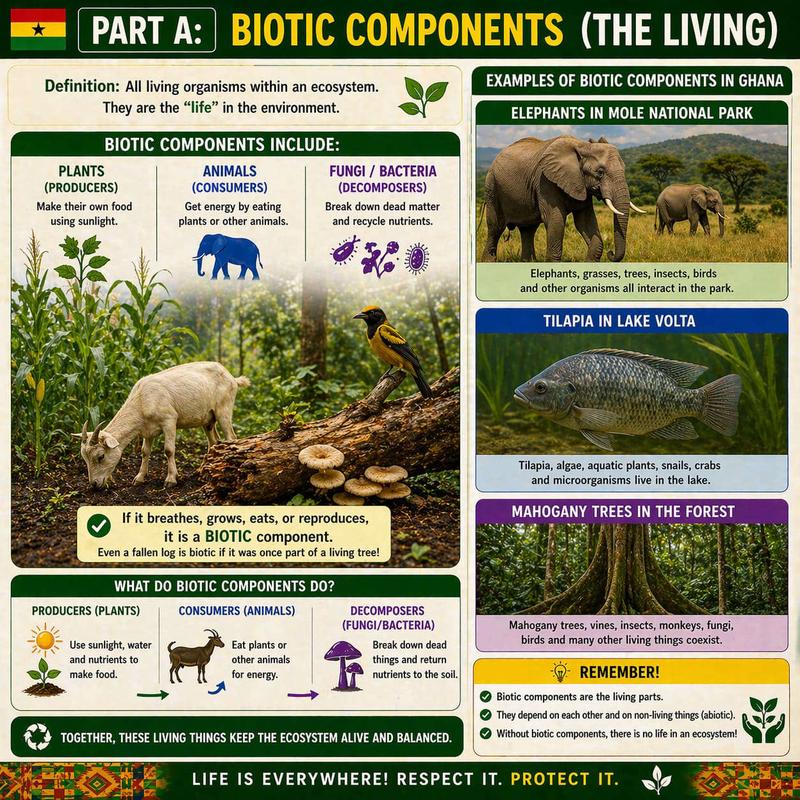 PART A: BIOTIC COMPONENTS (THE LIVING)
Definition: All living organisms within an ecosystem.
They are the “life” in the environment.
BIOTIC COMPONENTS INCLUDE:
PLANTS
(PRODUCERS)
Make their own food
using sunlight.
ANIMALS
(CONSUMERS)
Get energy by eating
plants or other animals.
FUNGI / BACTERIA
(DECOMPOSERS)
Break down dead matter
and recycle nutrients.
If it breathes, grows, eats, or reproduces,
it is a BIOTIC component.
Even a fallen log is biotic if it was once part of a living tree!
WHAT DO BIOTIC COMPONENTS DO?
PRODUCERS (PLANTS)
Use sunlight, water
and nutrients to
make food.
CONSUMERS (ANIMALS)
Eat plants or
other animals
for energy.
DECOMPOSERS
(FUNGI/BACTERIA)
Break down dead
things and return
nutrients to the soil.
TOGETHER, THESE LIVING THINGS KEEP THE ECOSYSTEM ALIVE AND BALANCED.
EXAMPLES OF BIOTIC COMPONENTS IN GHANA
ELEPHANTS IN MOLE NATIONAL PARK
Elephants, grasses, trees, insects, birds
and other organisms all interact in the park.
TILAPIA IN LAKE VOLTA
Tilapia, algae, aquatic plants, snails, crabs
and microorganisms live in the lake.
MAHOGANY TREES IN THE FOREST
Mahogany trees, vines, insects, monkeys, fungi,
birds and many other living things coexist.
REMEMBER!
Biotic components are the living parts.
They depend on each other and on non-living things (abiotic).
Without biotic components, there is no life in an ecosystem!
LIFE IS EVERYWHERE! RESPECT IT. PROTECT IT.